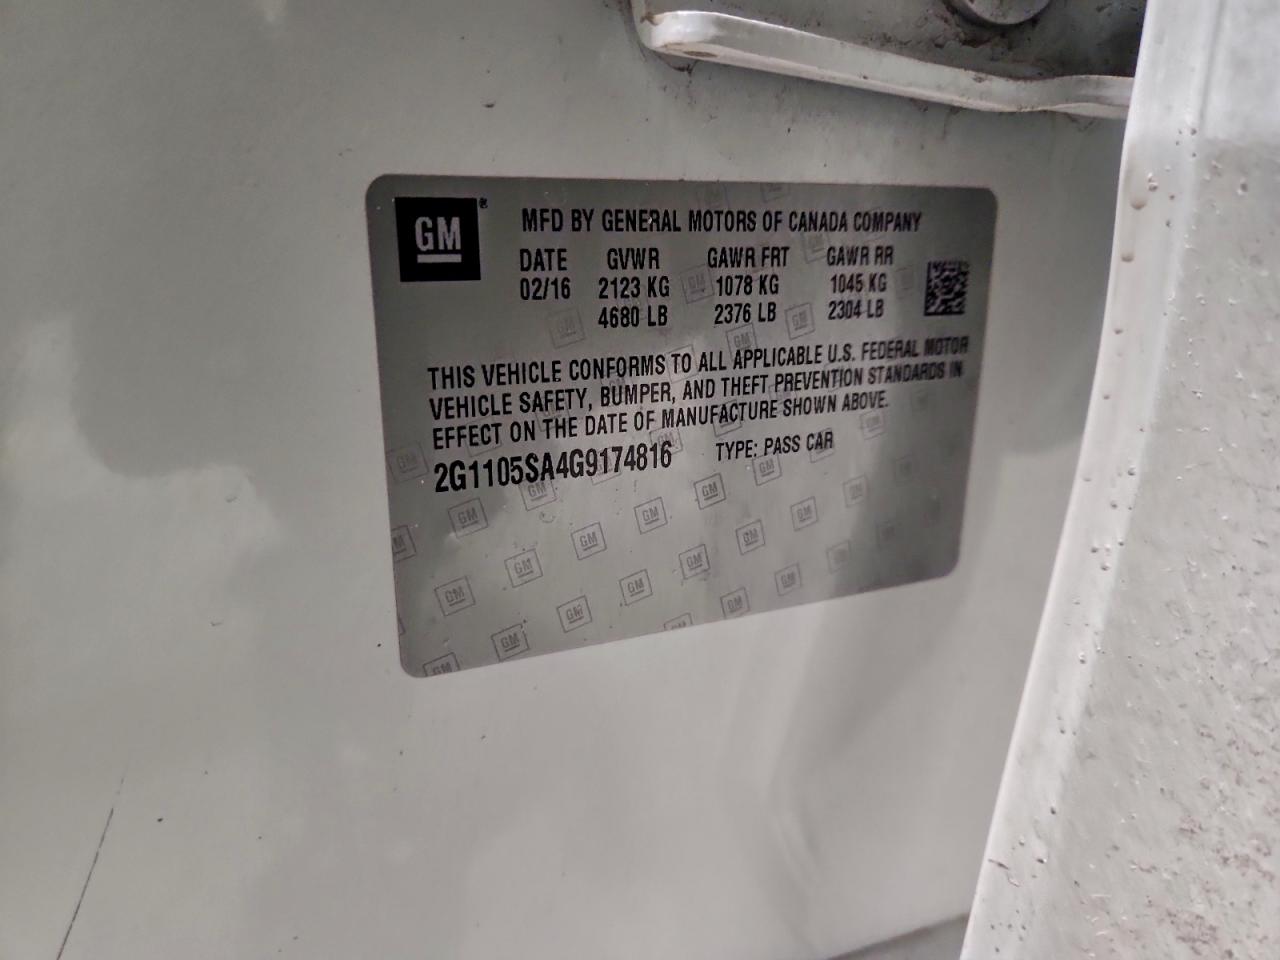 GM®
MFD BY GENERAL MOTORS OF CANADA COMPANY
DATE GVWR GAWR FRT GAWR RR
02/16 2123 KG 1078 KG 1045 KG
4680 LB 2376 LB 2304 LB
THIS VEHICLE CONFORMS TO ALL APPLICABLE U.S. FEDERAL MOTOR
VEHICLE SAFETY, BUMPER, AND THEFT PREVENTION STANDARDS IN
EFFECT ON THE DATE OF MANUFACTURE SHOWN ABOVE.
2G1105SA4G9174816 TYPE: PASS CAR